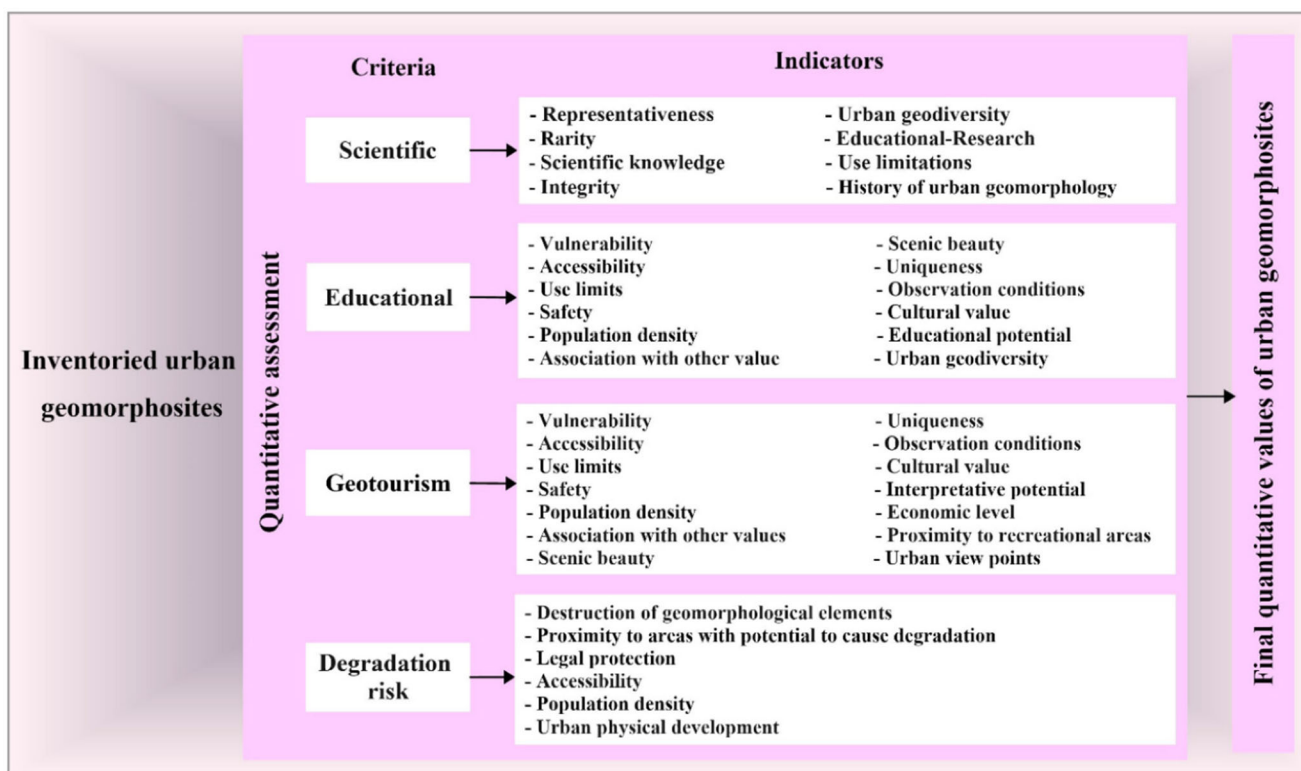 Inventoried urban
geomorphosites
Quantitative assessment
Criteria
Indicators
Scientific
- Representativeness
- Rarity
- Scientific knowledge
- Integrity
- Urban geodiversity
- Educational-Research
- Use limitations
- History of urban geomorphology
Educational
- Vulnerability
- Accessibility
- Use limits
- Safety
- Population density
- Association with other value
- Scenic beauty
- Uniqueness
- Observation conditions
- Cultural value
- Educational potential
- Urban geodiversity
Geotourism
- Vulnerability
- Accessibility
- Use limits
- Safety
- Population density
- Association with other values
- Scenic beauty
- Uniqueness
- Observation conditions
- Cultural value
- Interpretative potential
- Economic level
- Proximity to recreational areas
- Urban view points
Degradation
risk
- Destruction of geomorphological elements
- Proximity to areas with potential to cause degradation
- Legal protection
- Accessibility
- Population density
- Urban physical development
Final quantitative values of urban geomorphosites